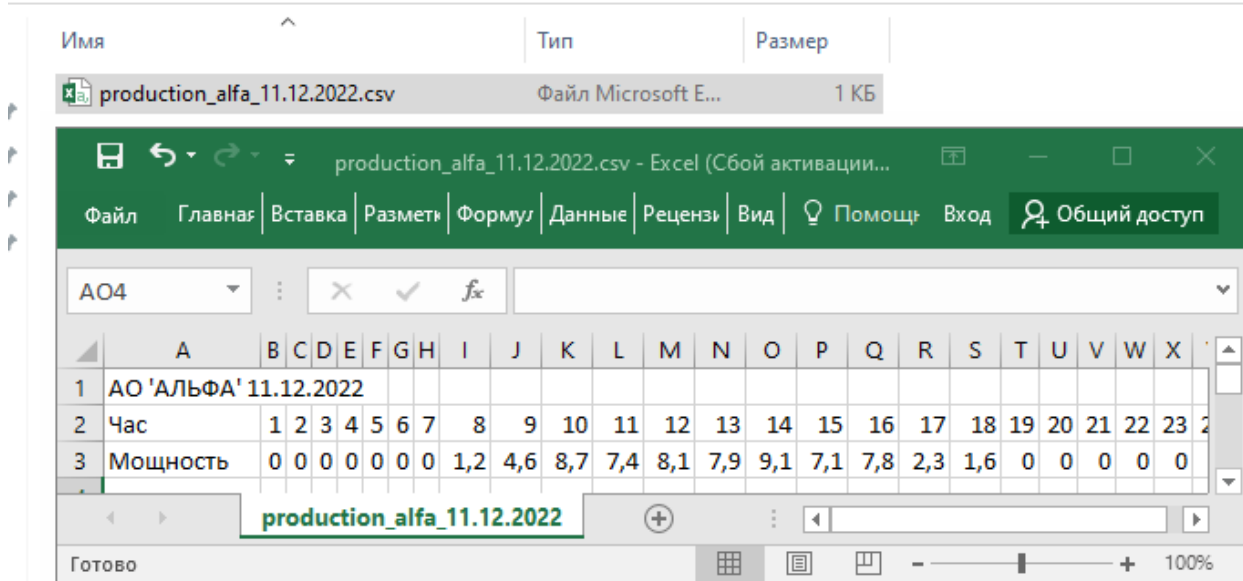 Имя Тип Размер
production_alfa_11.12.2022.csv Файл Microsoft E... 1 КБ
production_alfa_11.12.2022.csv - Excel (Сбой активации...
Файл Главная Вставка Разметк Формул Данные Рецензи Вид Помощн Вход Общий доступ
AO4 fx
A B C D E F G H I J K L M N O P Q R S T U V W X
1 АО 'АЛЬФА' 11.12.2022
2 Час 1 2 3 4 5 6 7 8 9 10 11 12 13 14 15 16 17 18 19 20 21 22 23 2
3 Мощность 0 0 0 0 0 0 0 1,2 4,6 8,7 7,4 8,1 7,9 9,1 7,1 7,8 2,3 1,6 0 0 0 0 0
production_alfa_11.12.2022
Готово 100%